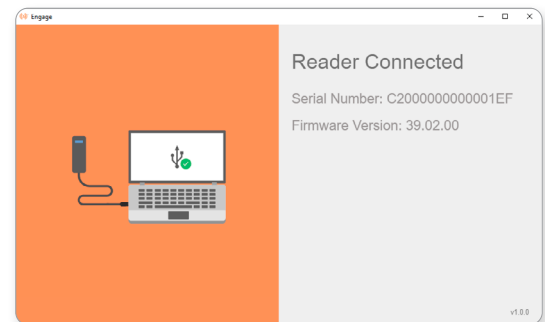 Engage
Reader Connected
Serial Number: C2000000000001EF
Firmware Version: 39.02.00
v1.0.0